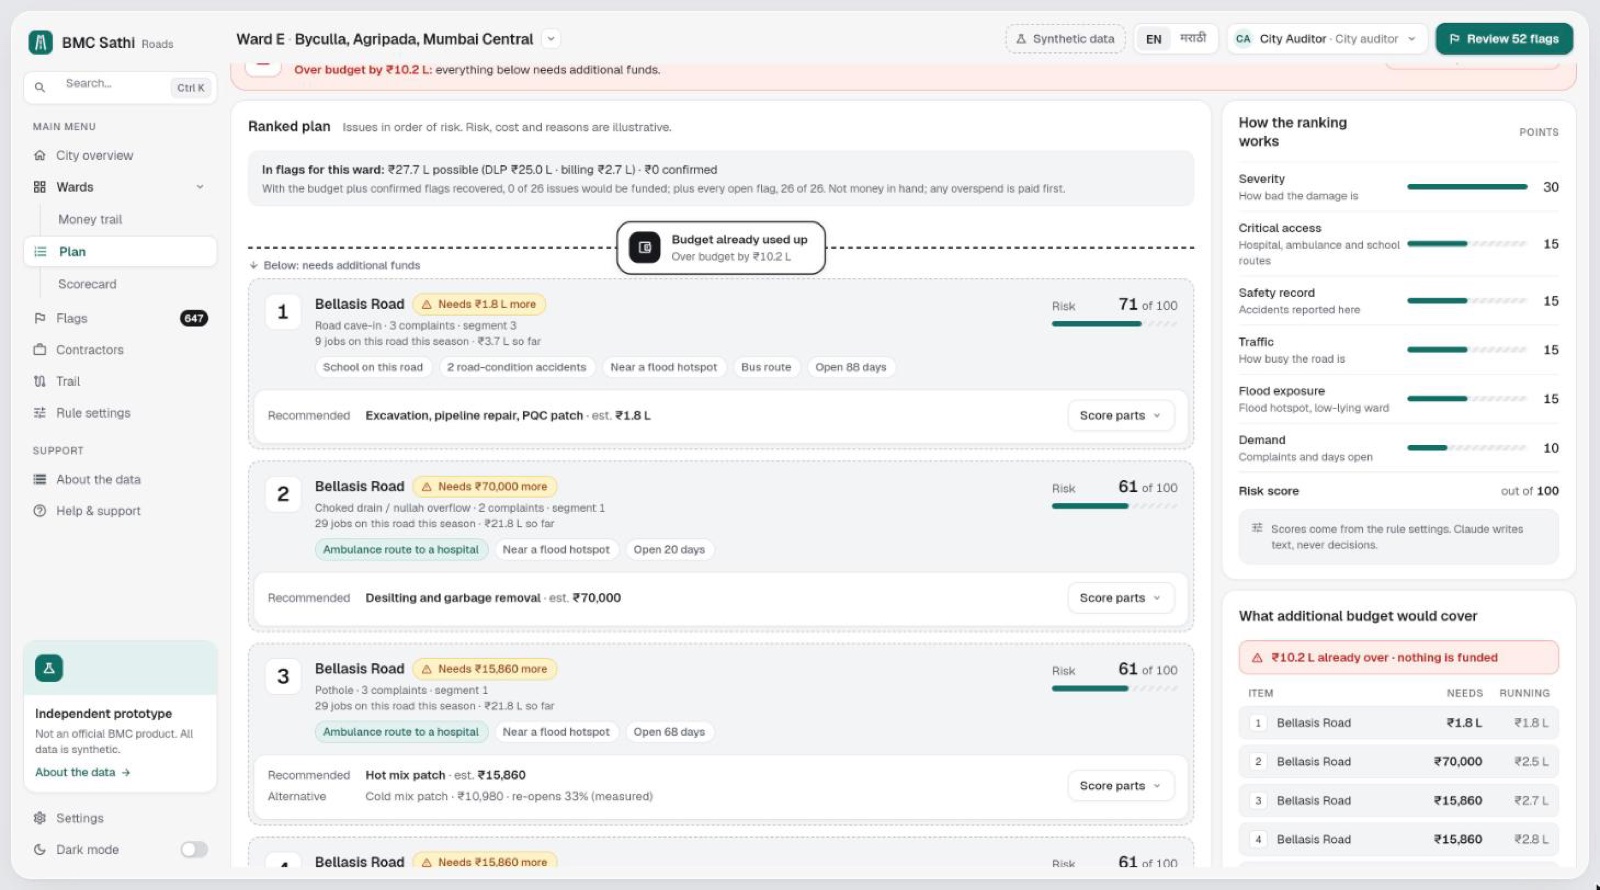 BMC Sathi Roads
Search...
Ctrl K
MAIN MENU
City overview
Wards
Money trail
Plan
Scorecard
Flags 647
Contractors
Trail
Rule settings
SUPPORT
About the data
Help & support
Independent prototype
Not an official BMC product. All
data is synthetic.
About the data →
Settings
Dark mode
Ward E · Byculla, Agripada, Mumbai Central
Synthetic data
EN
मराठी
CA City Auditor · City auditor
Review 52 flags
Over budget by ₹10.2 L: everything below needs additional funds.
Ranked plan Issues in order of risk. Risk, cost and reasons are illustrative.
In flags for this ward: ₹27.7 L possible (DLP ₹25.0 L · billing ₹2.7 L) · ₹0 confirmed
With the budget plus confirmed flags recovered, 0 of 26 issues would be funded; plus every open flag, 26 of 26. Not money in hand; any overspend is paid first.
Budget already used up
Over budget by ₹10.2 L
↓ Below: needs additional funds
1 Bellasis Road Needs ₹1.8 L more
Risk 71 of 100
Road cave-in · 3 complaints · segment 3
9 jobs on this road this season · ₹3.7 L so far
School on this road 2 road-condition accidents Near a flood hotspot Bus route Open 88 days
Recommended Excavation, pipeline repair, PQC patch · est. ₹1.8 L
Score parts
2 Bellasis Road Needs ₹70,000 more
Risk 61 of 100
Choked drain / nullah overflow · 2 complaints · segment 1
29 jobs on this road this season · ₹21.8 L so far
Ambulance route to a hospital Near a flood hotspot Open 20 days
Recommended Desilting and garbage removal · est. ₹70,000
Score parts
3 Bellasis Road Needs ₹15,860 more
Risk 61 of 100
Pothole · 3 complaints · segment 1
29 jobs on this road this season · ₹21.8 L so far
Ambulance route to a hospital Near a flood hotspot Open 68 days
Recommended Hot mix patch · est. ₹15,860
Alternative Cold mix patch · ₹10,980 · re-opens 33% (measured)
Score parts
4 Bellasis Road Needs ₹15,860 more
Risk 61 of 100
How the ranking
works
POINTS
Severity
How bad the damage is
30
Critical access
Hospital, ambulance and school
routes
15
Safety record
Accidents reported here
15
Traffic
How busy the road is
15
Flood exposure
Flood hotspot, low-lying ward
15
Demand
Complaints and days open
10
Risk score out of 100
Scores come from the rule settings. Claude writes
text, never decisions.
What additional budget would cover
₹10.2 L already over · nothing is funded
ITEM NEEDS RUNNING
1 Bellasis Road ₹1.8 L ₹1.8 L
2 Bellasis Road ₹70,000 ₹2.5 L
3 Bellasis Road ₹15,860 ₹2.7 L
4 Bellasis Road ₹15,860 ₹2.8 L